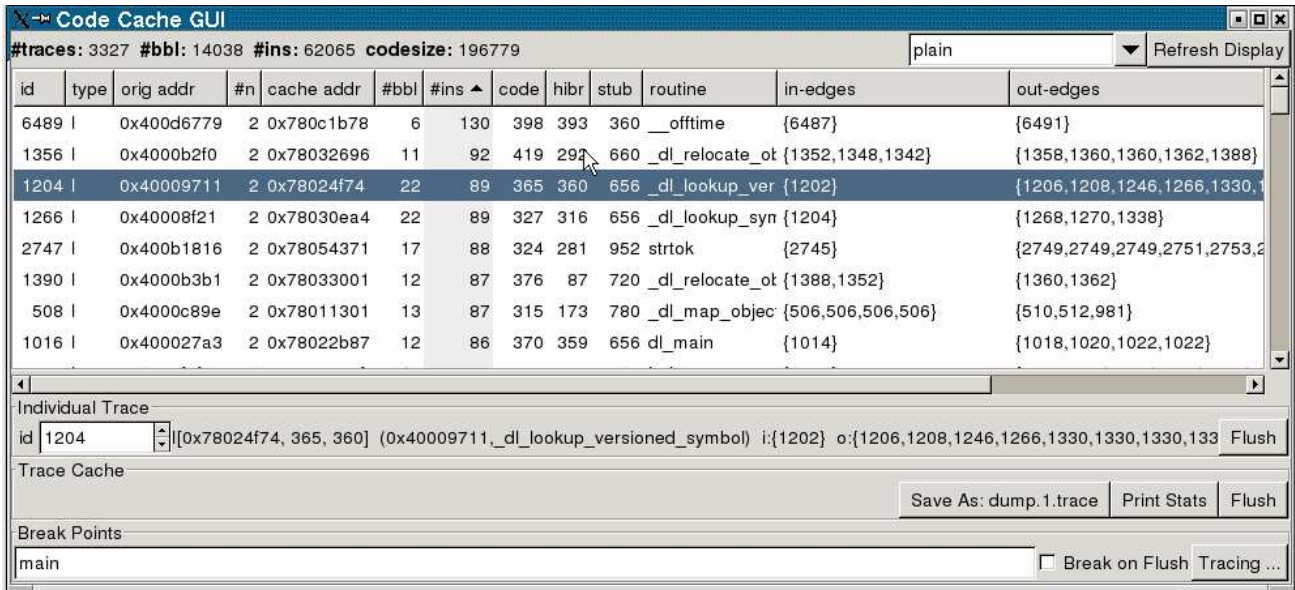 Code Cache GUI
#traces: 3327 #bbl: 14038 #ins: 62065 codesize: 196779 plain Refresh Display
id type orig addr #n cache addr #bbl #ins code hibr stub routine in-edges out-edges
6489 l 0x400d6779 2 0x780c1b78 6 130 398 393 360 __offtime {6487} {6491}
1356 l 0x4000b2f0 2 0x78032696 11 92 419 292 660 _dl_relocate_ot {1352,1348,1342} {1358,1360,1360,1362,1388}
1204 l 0x40009711 2 0x78024f74 22 89 365 360 656 _dl_lookup_ver {1202} {1206,1208,1246,1266,1330,1
1266 l 0x40008f21 2 0x78030ea4 22 89 327 316 656 _dl_lookup_syn {1204} {1268,1270,1338}
2747 l 0x400b1816 2 0x78054371 17 88 324 281 952 strtok {2745} {2749,2749,2749,2751,2753,2
1390 l 0x4000b3b1 2 0x78033001 12 87 376 87 720 _dl_relocate_ot {1388,1352} {1360,1362}
508 l 0x4000c89e 2 0x78011301 13 87 315 173 780 _dl_map_objec {506,506,506,506} {510,512,981}
1016 l 0x400027a3 2 0x78022b87 12 86 370 359 656 dl_main {1014} {1018,1020,1022,1022}
Individual Trace
id 1204 l[0x78024f74, 365, 360] (0x40009711,_dl_lookup_versioned_symbol) i:{1202} o:{1206,1208,1246,1266,1330,1330,1330,133 Flush
Trace Cache
Save As: dump.1.trace Print Stats Flush
Break Points
main Break on Flush Tracing ...